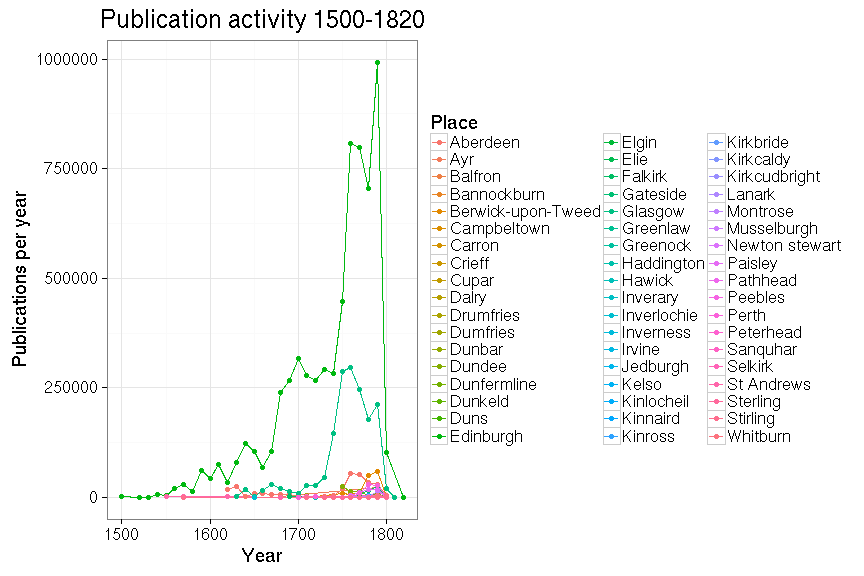 Publication activity 1500-1820
Publications per year
1000000
750000
500000
250000
0
1500
1600
1700
1800
Year
Place
Aberdeen
Ayr
Balfron
Bannockburn
Berwick-upon-Tweed
Campbeltown
Carron
Crieff
Cupar
Dalry
Drumfries
Dumfries
Dunbar
Dundee
Dunfermline
Dunkeld
Duns
Edinburgh
Elgin
Elie
Falkirk
Gateside
Glasgow
Greenlaw
Greenock
Haddington
Hawick
Inverary
Inverlochie
Inverness
Irvine
Jedburgh
Kelso
Kinlocheil
Kinnaird
Kinross
Kirkbride
Kirkcaldy
Kirkcudbright
Lanark
Montrose
Musselburgh
Newton stewart
Paisley
Pathhead
Peebles
Perth
Peterhead
Sanquhar
Selkirk
St Andrews
Sterling
Stirling
Whitburn